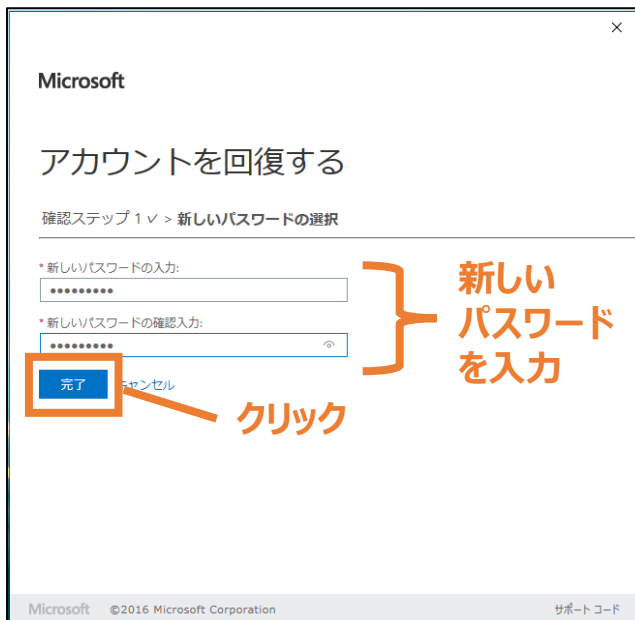 Microsoft
アカウントを回復する
確認ステップ 1 ✓ > 新しいパスワードの選択
* 新しいパスワードの入力:
●●●●●●●●●
* 新しいパスワードの確認入力:
●●●●●●●●●
新しい
パスワード
を入力
完了 キャンセル
クリック
Microsoft ©2016 Microsoft Corporation サポート コード